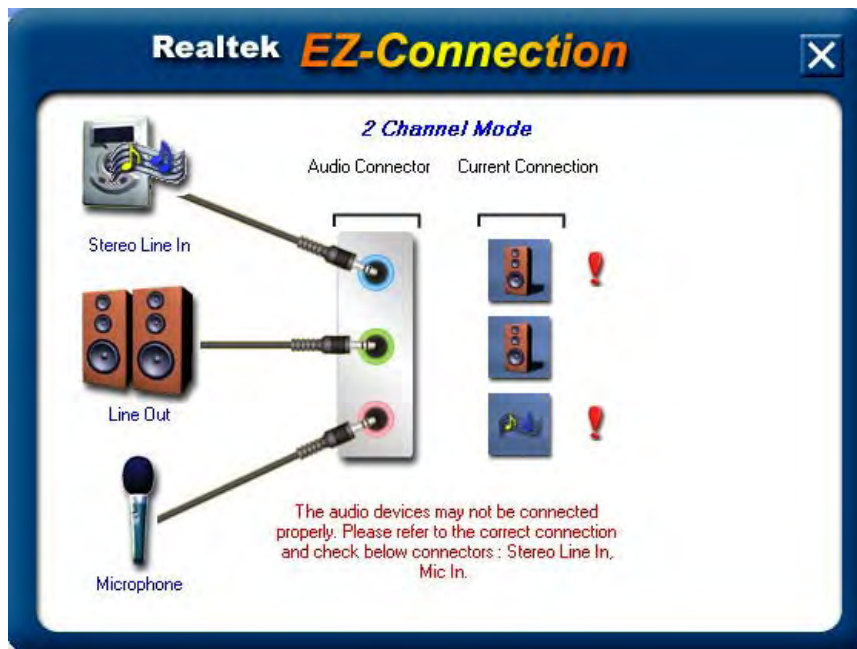 Realtek EZ-Connection
2 Channel Mode
Audio Connector Current Connection
Stereo Line In
Line Out
Microphone
The audio devices may not be connected
properly. Please refer to the correct connection
and check below connectors : Stereo Line In,
Mic In.